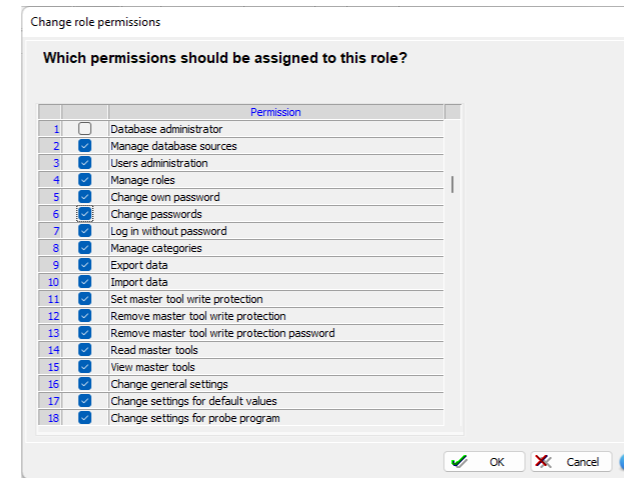 Change role permissions
Which permissions should be assigned to this role?
Permission
1 Database administrator
2 Manage database sources
3 Users administration
4 Manage roles
5 Change own password
6 Change passwords
7 Log in without password
8 Manage categories
9 Export data
10 Import data
11 Set master tool write protection
12 Remove master tool write protection
13 Remove master tool write protection password
14 Read master tools
15 View master tools
16 Change general settings
17 Change settings for default values
18 Change settings for probe program
OK Cancel